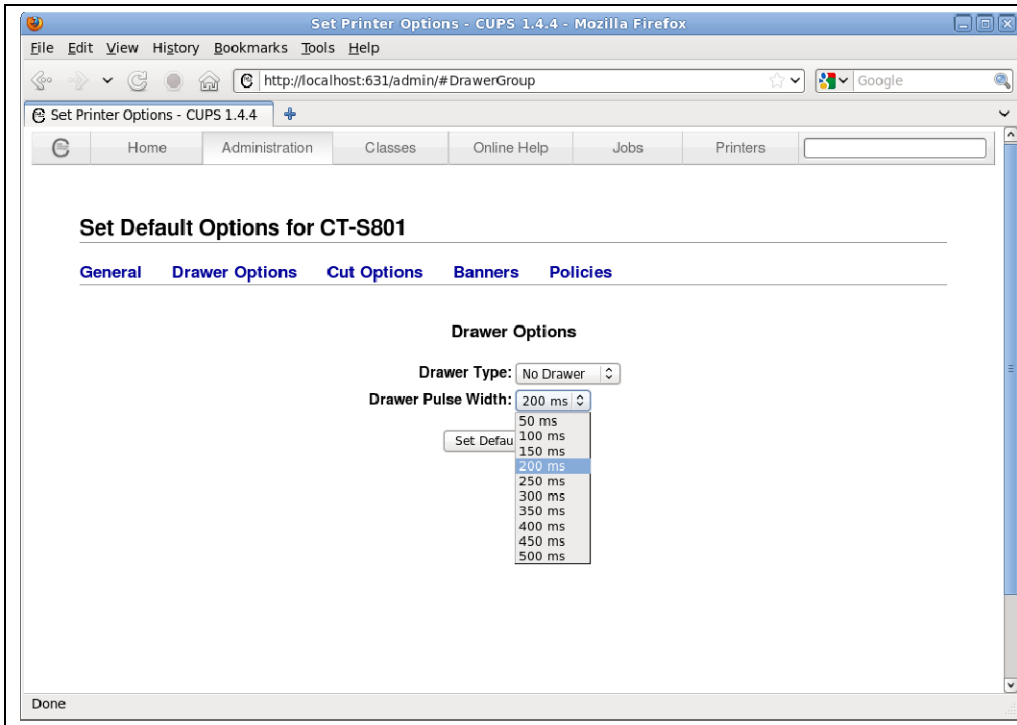 Set Printer Options - CUPS 1.4.4 - Mozilla Firefox
File Edit View History Bookmarks Tools Help
http://localhost:631/admin/#DrawerGroup
Google
Set Printer Options - CUPS 1.4.4
Home Administration Classes Online Help Jobs Printers
Set Default Options for CT-S801
General Drawer Options Cut Options Banners Policies
Drawer Options
Drawer Type: No Drawer
Drawer Pulse Width: 200 ms
Set Defau
50 ms
100 ms
150 ms
200 ms
250 ms
300 ms
350 ms
400 ms
450 ms
500 ms
Done